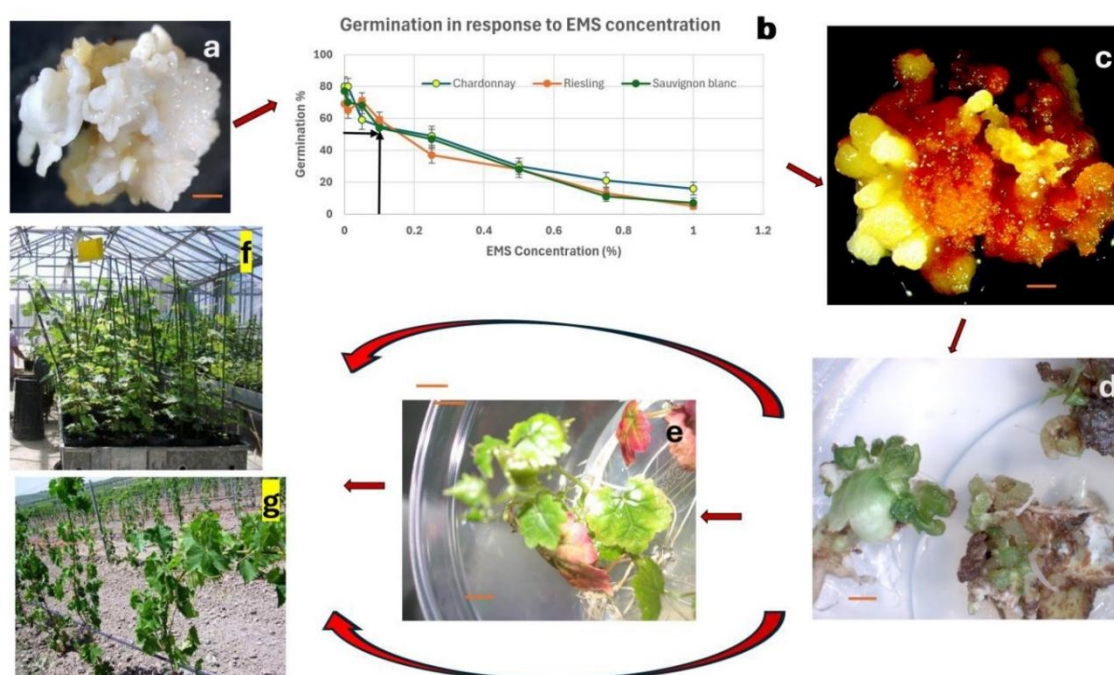 a
Germination in response to EMS concentration
b
Chardonnay Riesling Sauvignon blanc
Germination %
100
80
60
40
20
0
0 0.2 0.4 0.6 0.8 1 1.2
EMS Concentration (%)
c
f
d
e
g